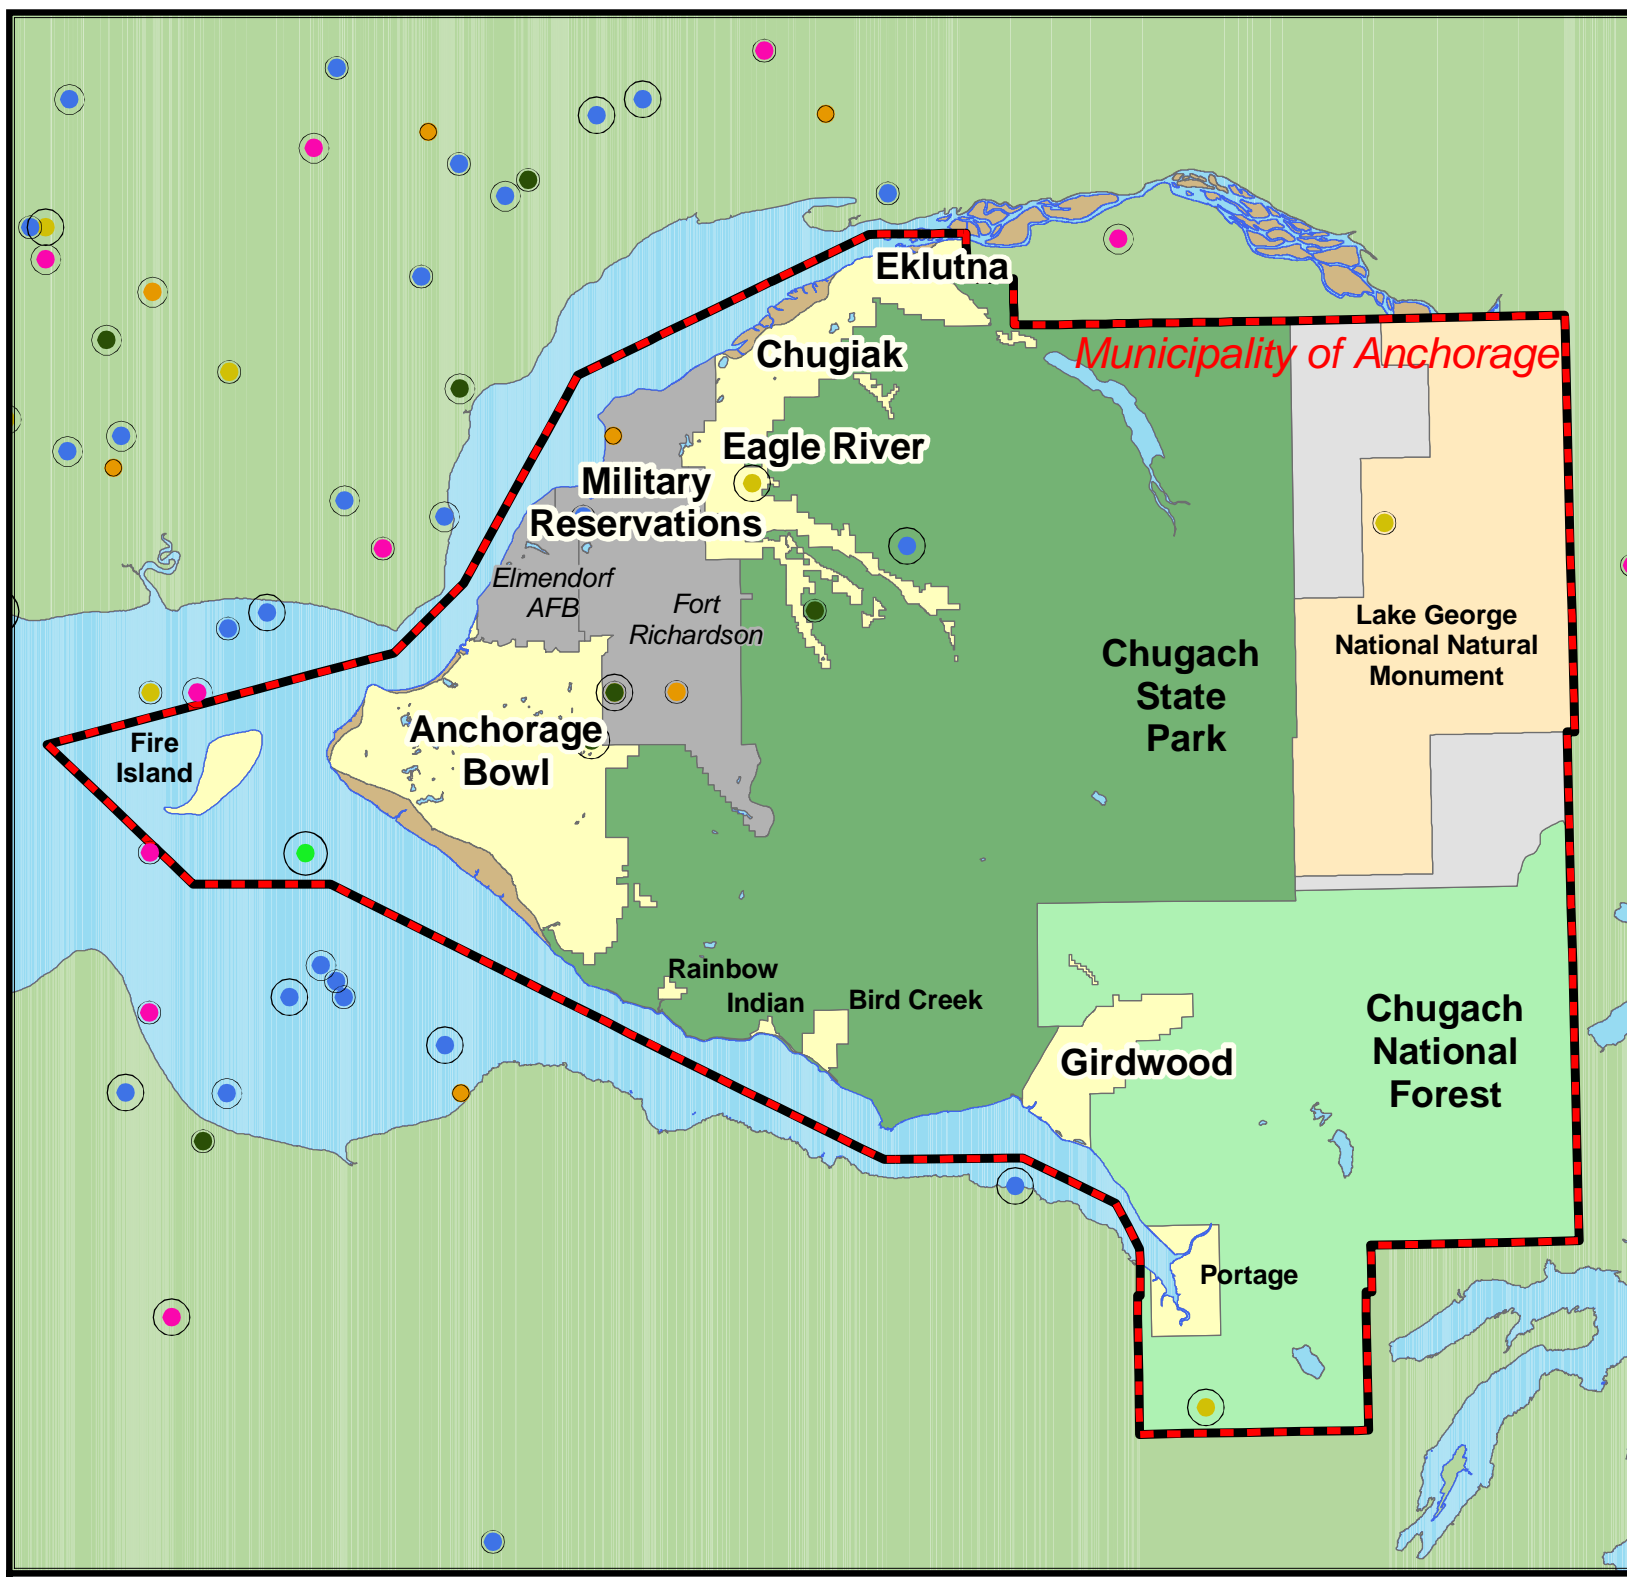 Eklutna
Municipality of Anchorage
Chugiak
Eagle River
Military
Reservations
Elmendorf
AFB
Fort
Richardson
Lake George
National Natural
Monument
Chugach
State
Park
Anchorage
Bowl
Fire
Island
Rainbow
Indian
Bird Creek
Girdwood
Chugach
National
Forest
Portage